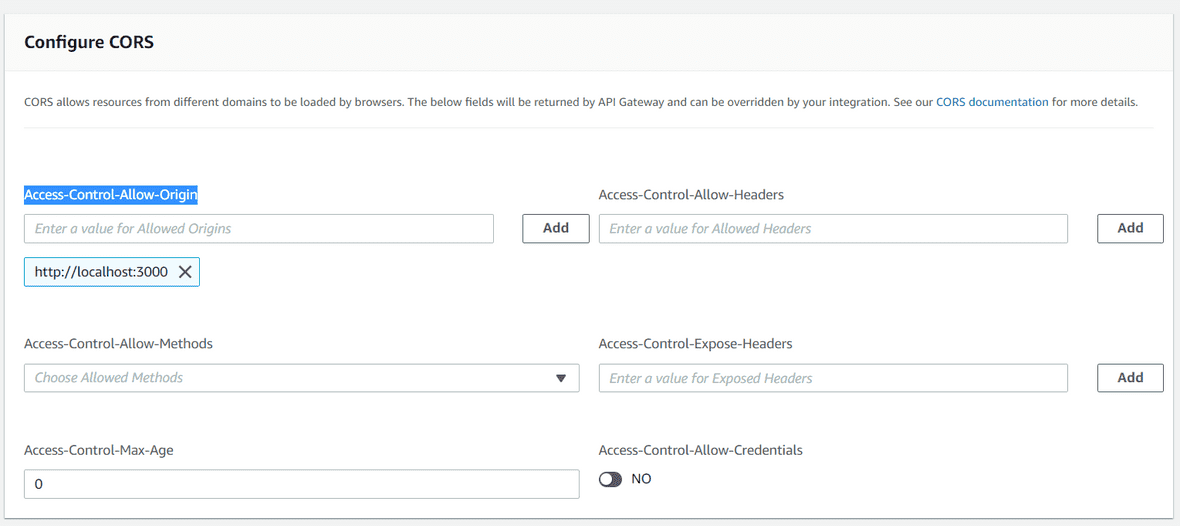 Configure CORS
CORS allows resources from different domains to be loaded by browsers. The below fields will be returned by API Gateway and can be overridden by your integration. See our CORS documentation for more details.
Access-Control-Allow-Origin
Enter a value for Allowed Origins
Add
http://localhost:3000
Access-Control-Allow-Headers
Enter a value for Allowed Headers
Add
Access-Control-Allow-Methods
Choose Allowed Methods
Access-Control-Expose-Headers
Enter a value for Exposed Headers
Add
Access-Control-Max-Age
0
Access-Control-Allow-Credentials
NO